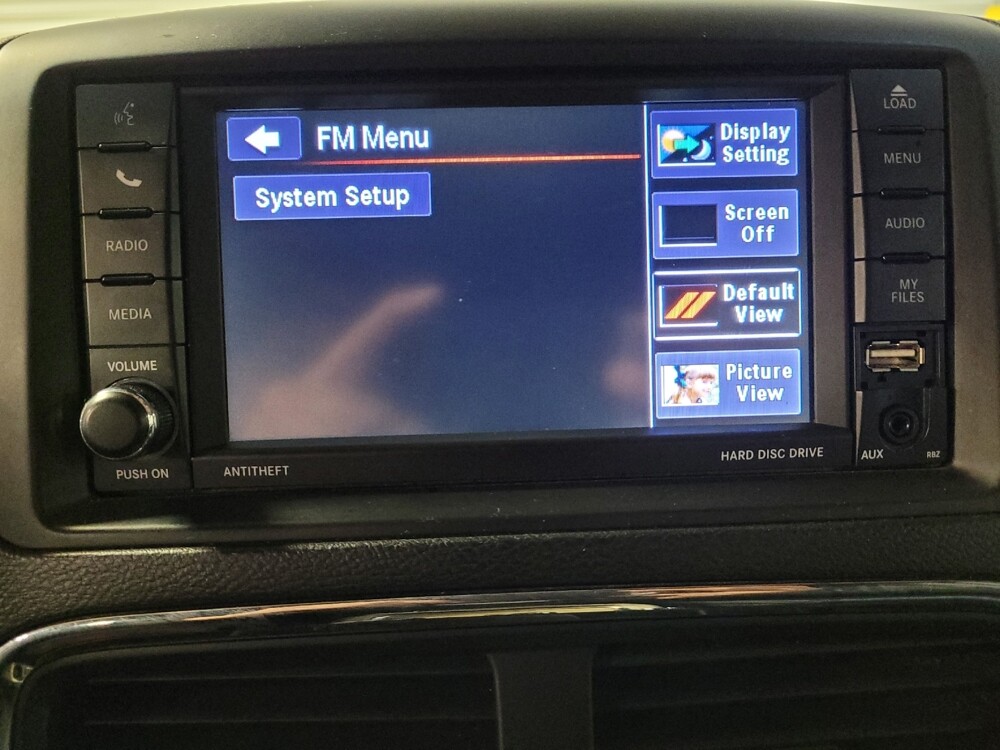 RADIO
MEDIA
VOLUME
PUSH ON
FM Menu
System Setup
Display
Setting
Screen
Off
Default
View
Picture
View
ANTITHEFT
HARD DISC DRIVE
LOAD
MENU
AUDIO
MY
FILES
AUX
RBZ